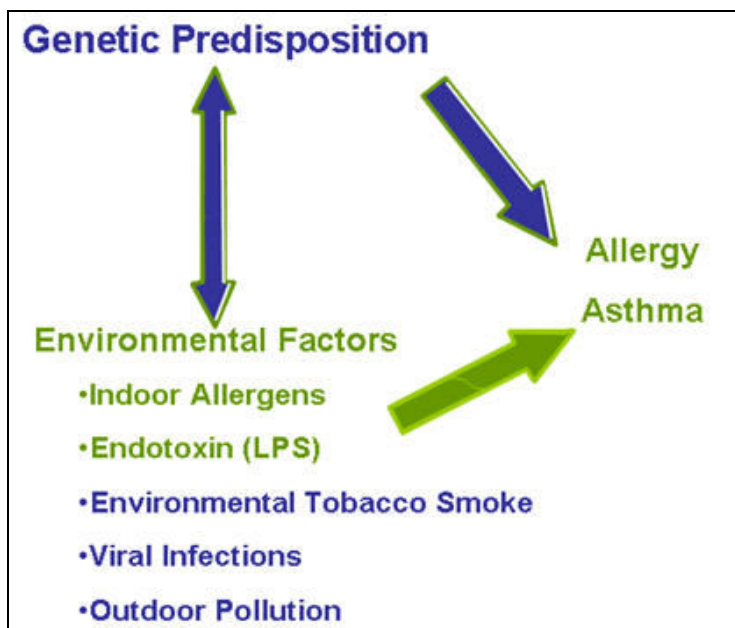 Genetic Predisposition
Allergy
Asthma
Environmental Factors
•Indoor Allergens
•Endotoxin (LPS)
•Environmental Tobacco Smoke
•Viral Infections
•Outdoor Pollution